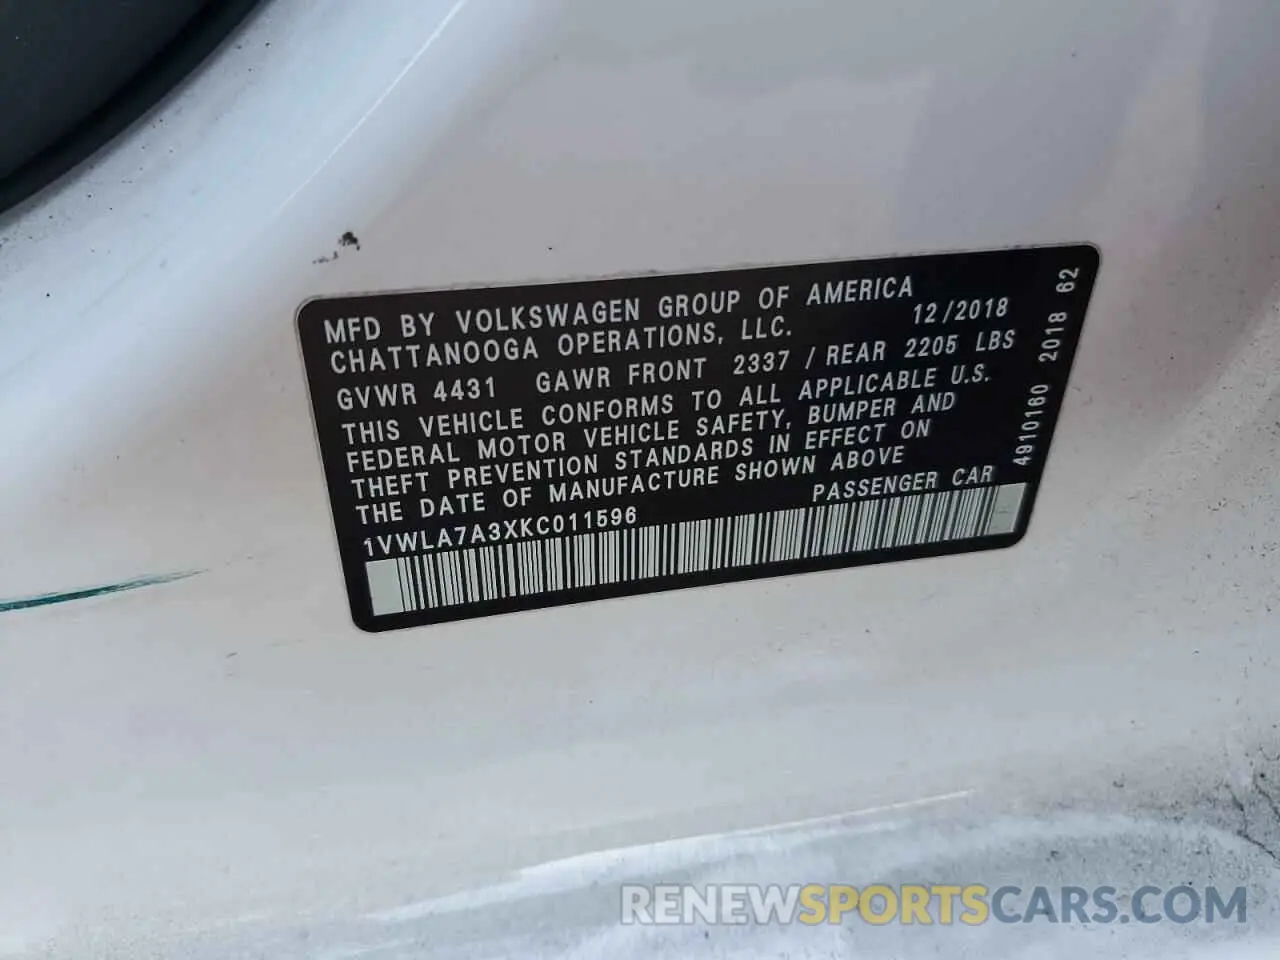 MFD BY VOLKSWAGEN GROUP OF AMERICA
CHATTANOOGA OPERATIONS, LLC. 12/2018
GVWR 4431 GAWR FRONT 2337 / REAR 2205 LBS
THIS VEHICLE CONFORMS TO ALL APPLICABLE U.S.
FEDERAL MOTOR VEHICLE SAFETY, BUMPER AND
THEFT PREVENTION STANDARDS IN EFFECT ON
THE DATE OF MANUFACTURE SHOWN ABOVE
1VWLA7A3XKC011596 PASSENGER CAR
4910160 2018 62
RENEWSPORTSCARS.COM